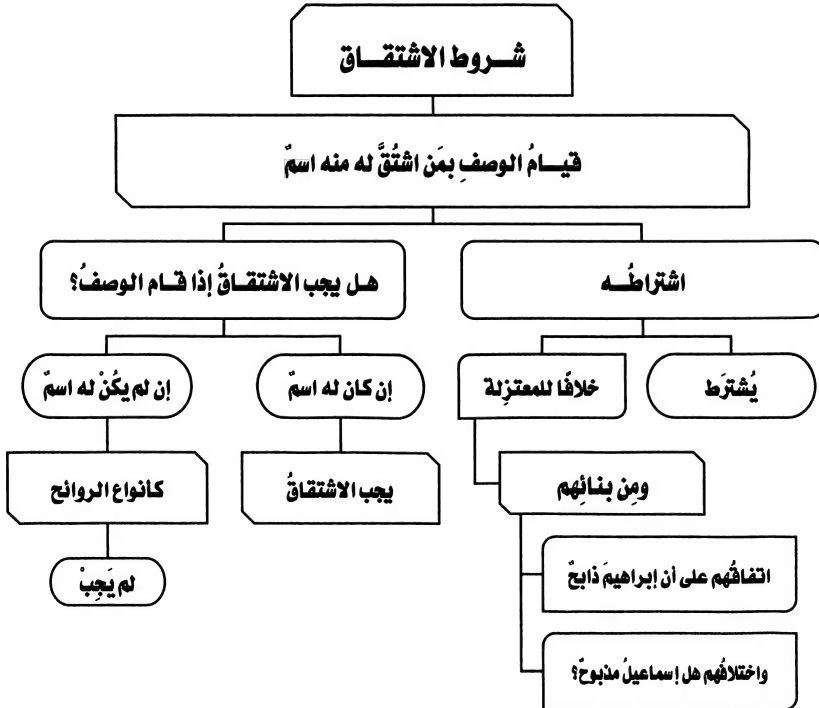 شروط الاشتقاق
قيامُ الوصفِ بمَن اشتُقَّ له منه اسمٌ
اشتراطُه
هل يجب الاشتقاقُ إذا قام الوصفُ؟
يُشترَط
خلافًا للمعتزِلة
إن كان له اسمٌ
إن لم يكُنْ له اسمٌ
ومِن بنائِهم
يجب الاشتقاقُ
كأنواع الروائح
اتفاقُهم على أن إبراهيمَ ذابحٌ
لم يَجِبْ
واختلافُهم هل إسماعيلُ مذبوحٌ؟